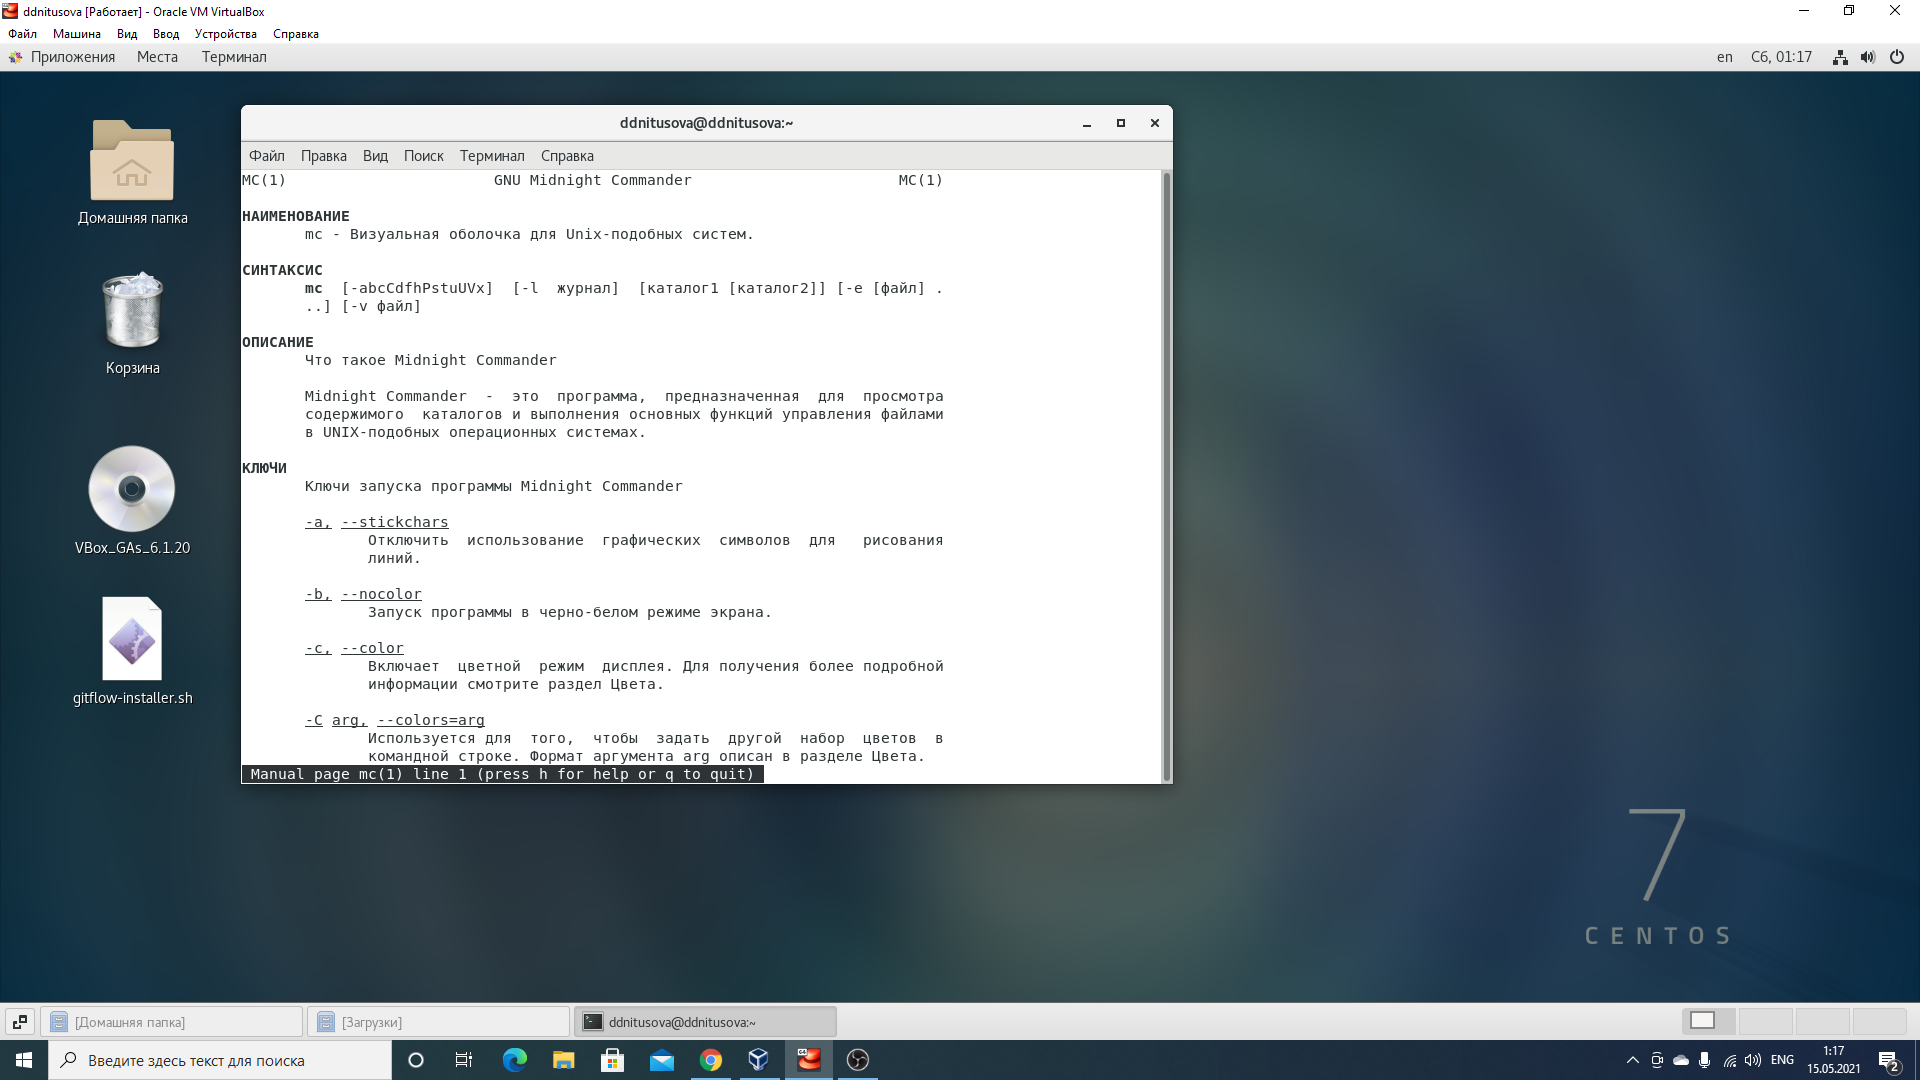 ddnitusova [Работает] - Oracle VM VirtualBox
Файл Машина Вид Ввод Устройства Справка
Приложения Места Терминал en Сб, 01:17
Домашняя папка
Корзина
VBox_GAs_6.1.20
gitflow-installer.sh
ddnitusova@ddnitusova:~
Файл Правка Вид Поиск Терминал Справка
MC(1) GNU Midnight Commander MC(1)
НАИМЕНОВАНИЕ
mc - Визуальная оболочка для Unix-подобных систем.
СИНТАКСИС
mc [-abcCdfhPstuUVx] [-l журнал] [каталог1 [каталог2]] [-e [файл] .
..] [-v файл]
ОПИСАНИЕ
Что такое Midnight Commander
Midnight Commander - это программа, предназначенная для просмотра
содержимого каталогов и выполнения основных функций управления файлами
в UNIX-подобных операционных системах.
КЛЮЧИ
Ключи запуска программы Midnight Commander
-a, --stickchars
Отключить использование графических символов для рисования
линий.
-b, --nocolor
Запуск программы в черно-белом режиме экрана.
-c, --color
Включает цветной режим дисплея. Для получения более подробной
информации смотрите раздел Цвета.
-C arg, --colors=arg
Используется для того, чтобы задать другой набор цветов в
командной строке. Формат аргумента arg описан в разделе Цвета.
Manual page mc(1) line 1 (press h for help or q to quit)
7
CENTOS
[Домашняя папка] [Загрузки] ddnitusova@ddnitusova:~
Введите здесь текст для поиска
64
ENG
1:17
15.05.2021
2